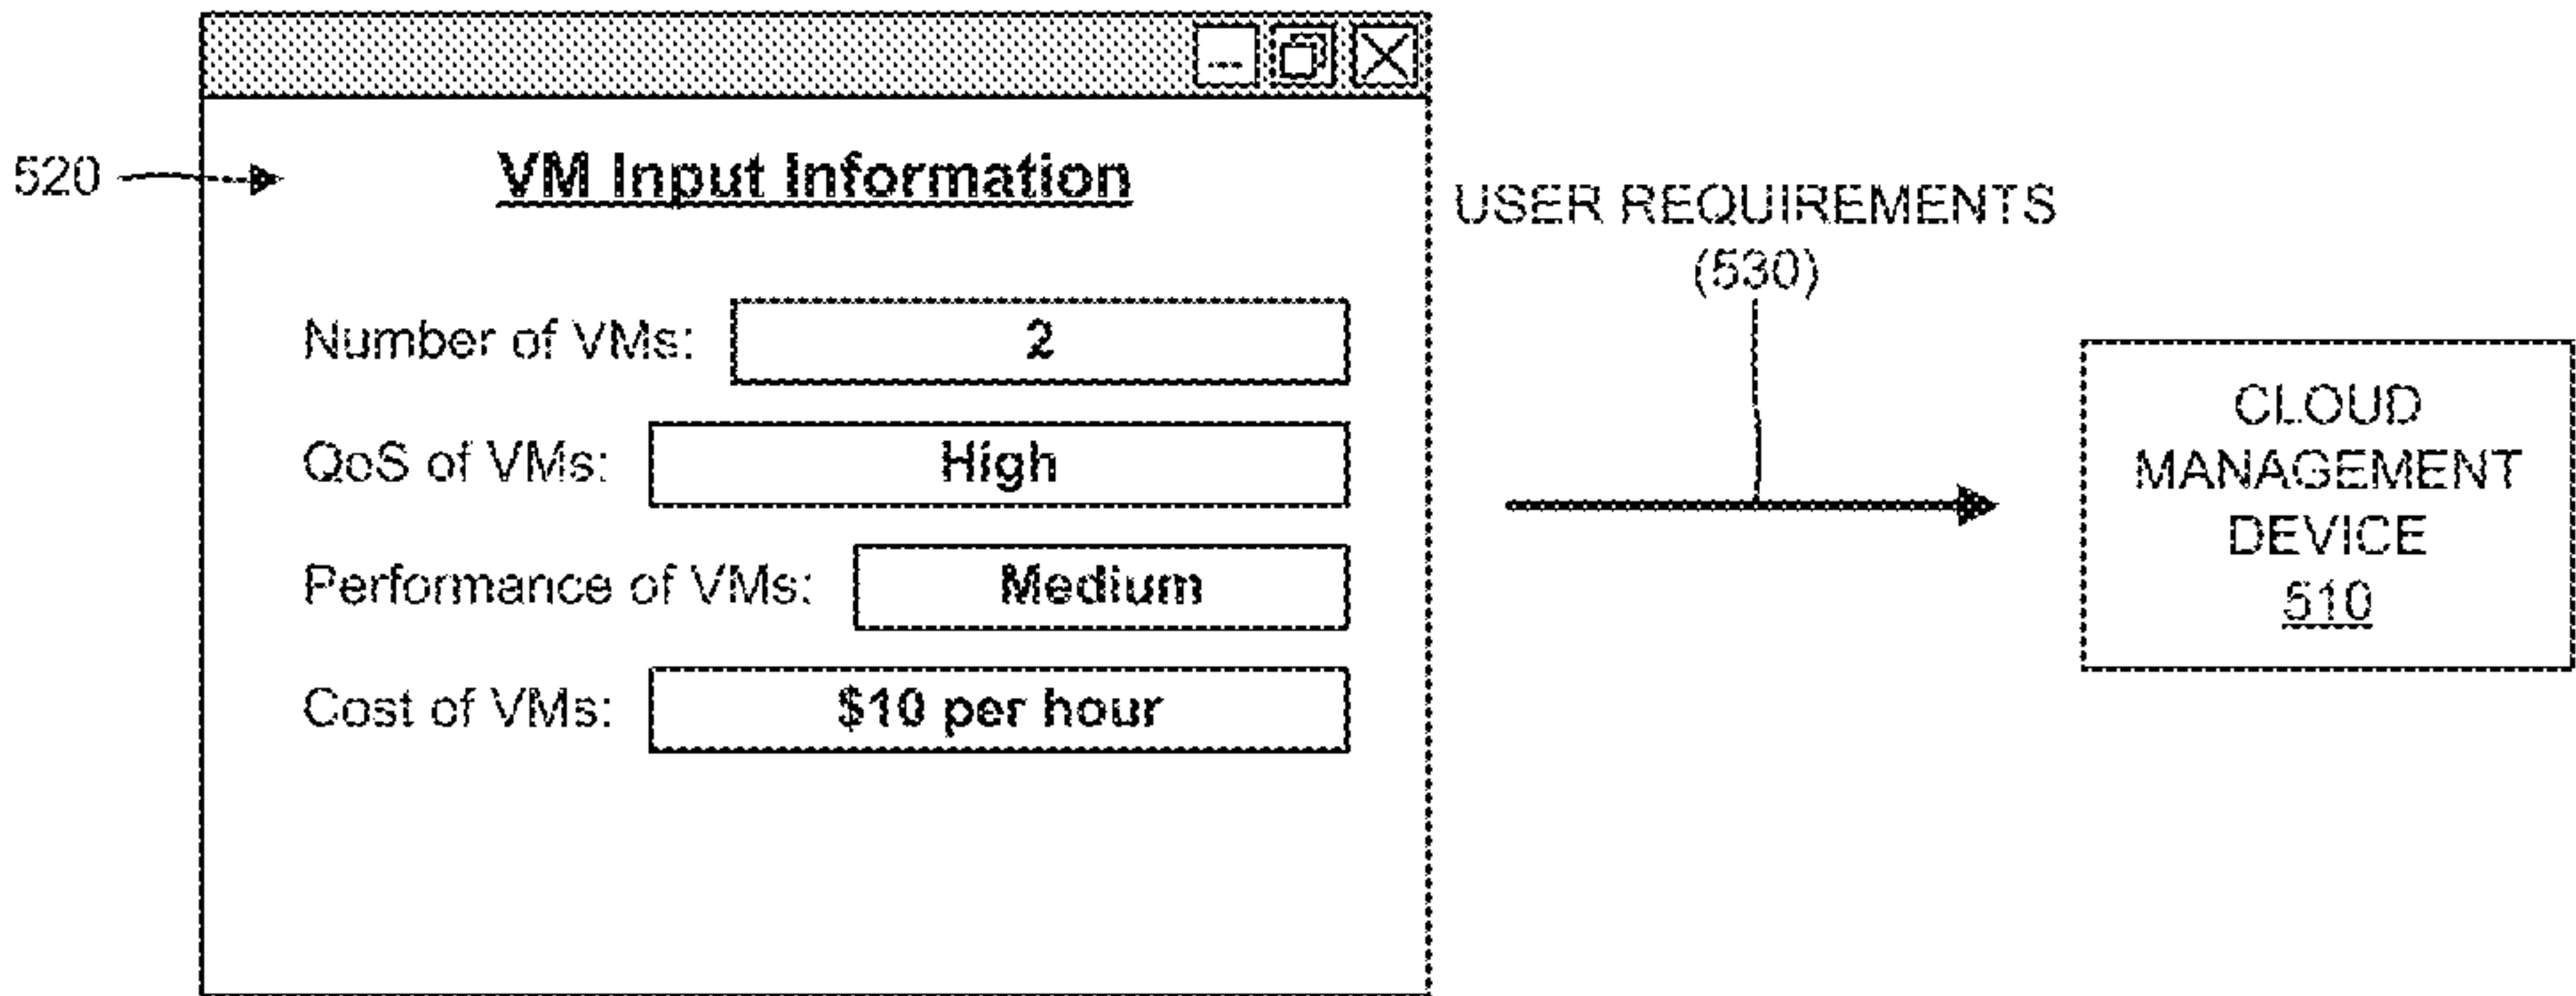 520
VM Input Information
Number of VMs: 2
QoS of VMs: High
Performance of VMs: Medium
Cost of VMs: $10 per hour
USER REQUIREMENTS
(530)
CLOUD
MANAGEMENT
DEVICE
510